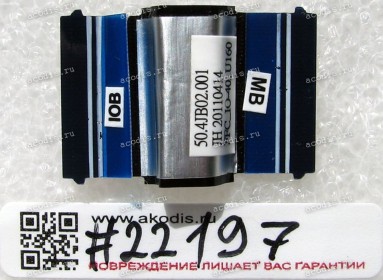 IOB
MB
50.4JB02.001
JH 20110414
www.akodis.ru
#22197
ПОВРЕЖДЕНИЕ ЛИШАЕТ ВАС ГАРАНТИИ